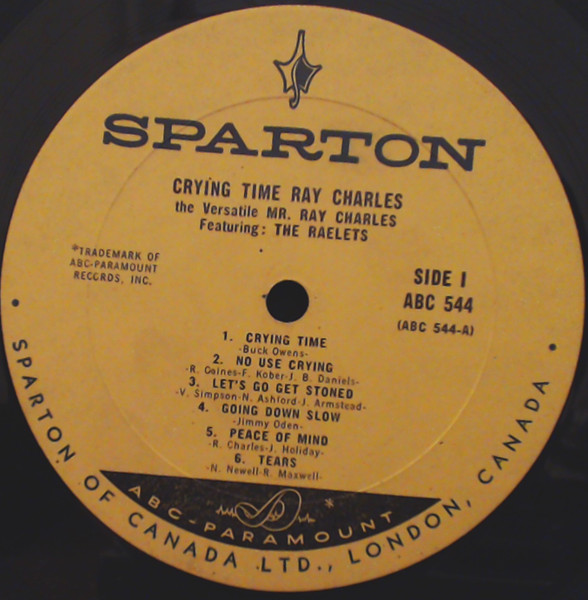 SPARTON
CRYING TIME RAY CHARLES
the Versatile MR. RAY CHARLES
Featuring: THE RAELETS
*TRADEMARK OF
ABC-PARAMOUNT
RECORDS, INC.
SIDE I
ABC 544
(ABC 544-A)
1. CRYING TIME
-Buck Owens-
2. NO USE CRYING
-R. Gaines-F. Kober-J. B. Daniels-
3. LET'S GO GET STONED
-V. Simpson-N. Ashford-J. Armstead-
4. GOING DOWN SLOW
-Jimmy Oden-
5. PEACE OF MIND
-R. Charles-J. Holiday-
6. TEARS
-N. Newell-R. Maxwell-
*
ABC-PARAMOUNT
• SPARTON OF CANADA LTD., LONDON, CANADA •